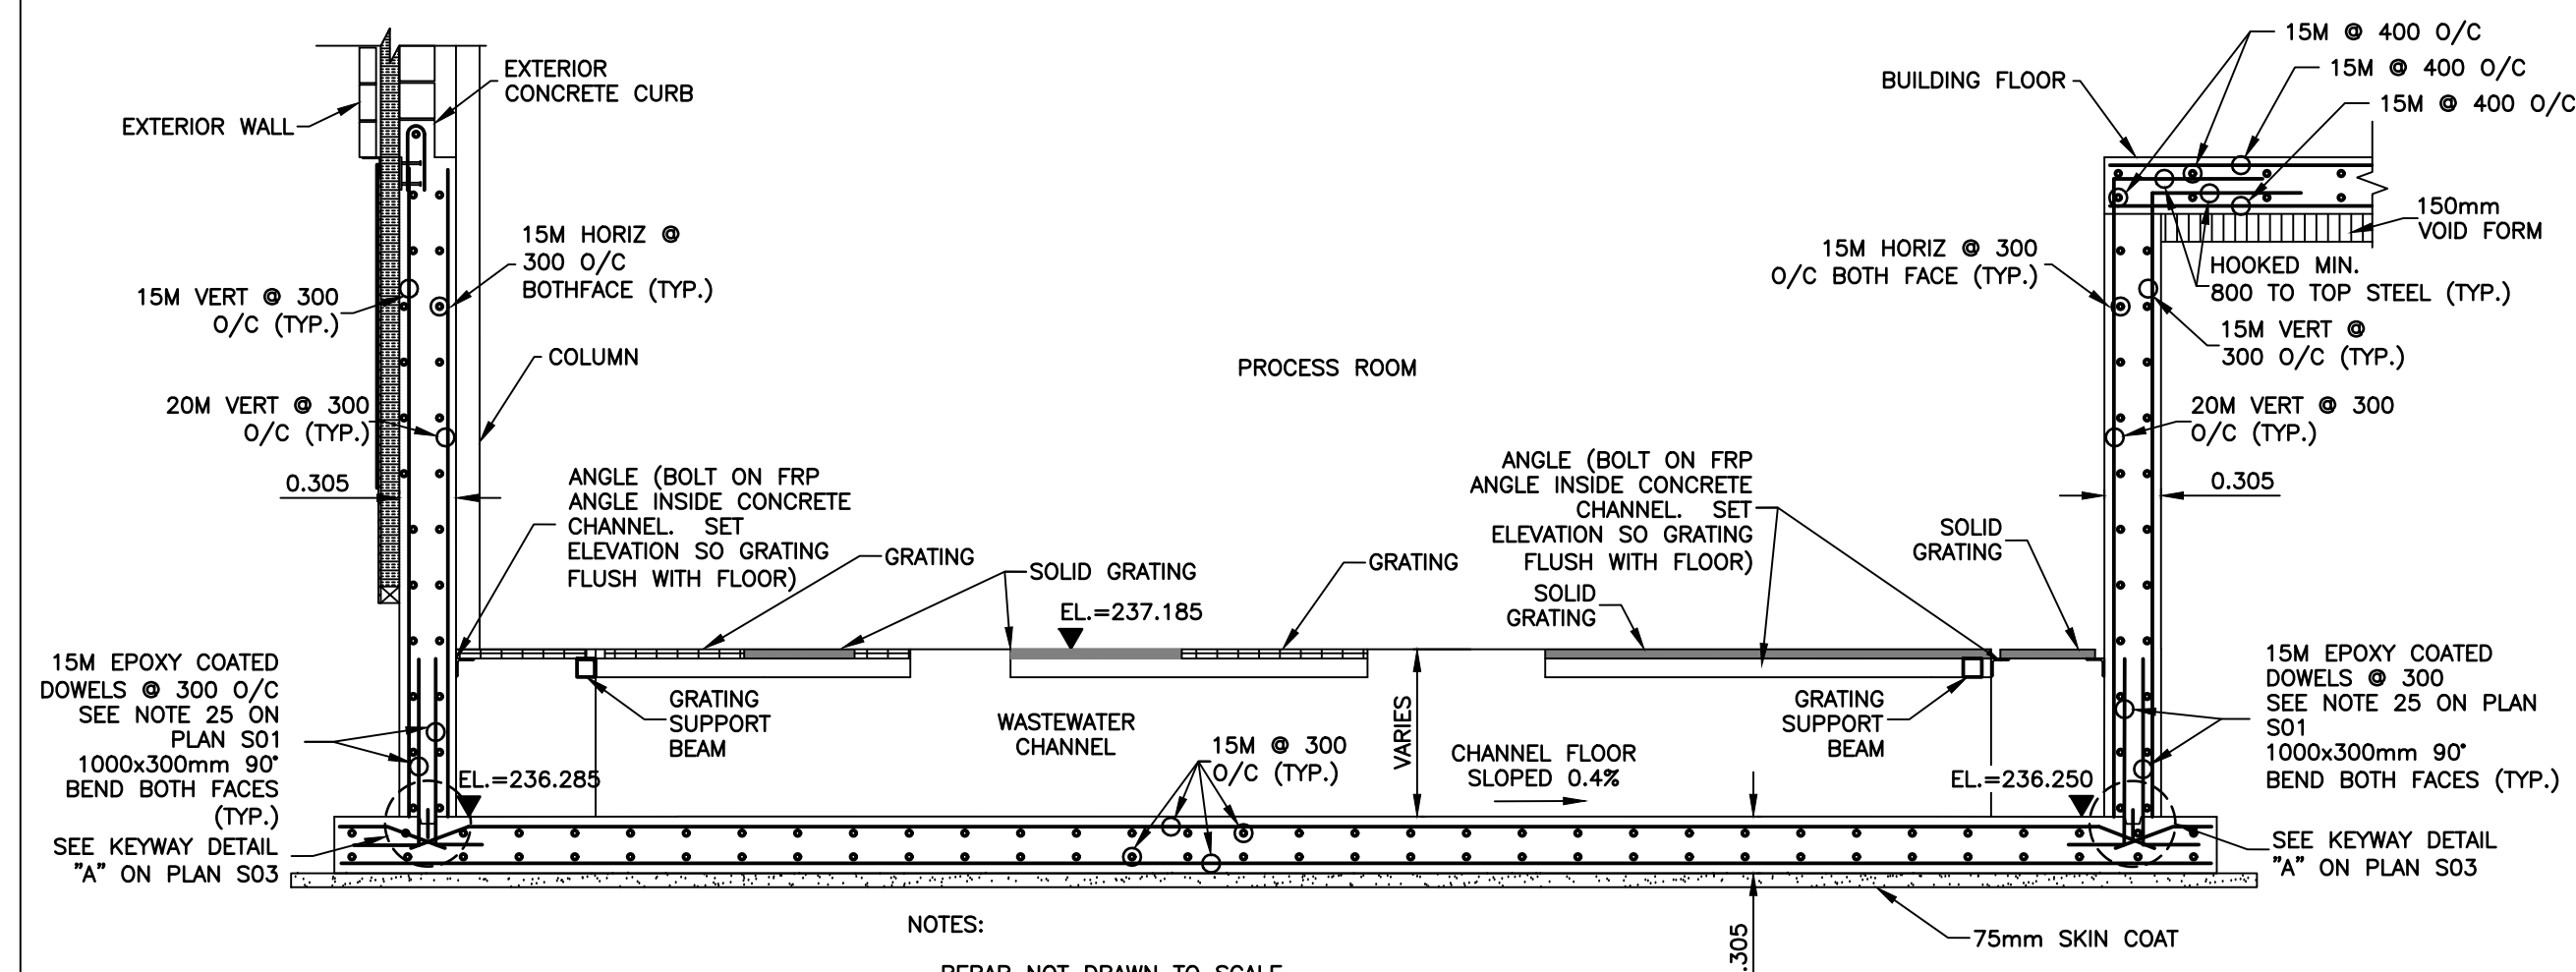 15M @ 400 O/C
15M @ 400 O/C
15M @ 400 O/C
BUILDING FLOOR
EXTERIOR
CONCRETE CURB
EXTERIOR WALL
150mm
VOID FORM
15M HORIZ @
300 O/C
BOTHFACE (TYP.)
15M HORIZ @ 300
O/C BOTH FACE (TYP.)
HOOKED MIN.
800 TO TOP STEEL (TYP.)
15M VERT @ 300
O/C (TYP.)
15M VERT @
300 O/C (TYP.)
COLUMN
PROCESS ROOM
20M VERT @ 300
O/C (TYP.)
20M VERT @ 300
O/C (TYP.)
0.305
ANGLE (BOLT ON FRP
ANGLE INSIDE CONCRETE
CHANNEL. SET
ELEVATION SO GRATING
FLUSH WITH FLOOR)
ANGLE (BOLT ON FRP
ANGLE INSIDE CONCRETE
CHANNEL. SET
ELEVATION SO GRATING
FLUSH WITH FLOOR)
0.305
SOLID
GRATING
GRATING
SOLID GRATING
GRATING
SOLID
GRATING
EL.=237.185
15M EPOXY COATED
DOWELS @ 300 O/C
SEE NOTE 25 ON
PLAN S01
1000x300mm 90°
BEND BOTH FACES
(TYP.)
15M EPOXY COATED
DOWELS @ 300
SEE NOTE 25 ON PLAN
S01
1000x300mm 90°
BEND BOTH FACES (TYP.)
GRATING
SUPPORT
BEAM
WASTEWATER
CHANNEL
VARIES
GRATING
SUPPORT
BEAM
15M @ 300
O/C (TYP.)
CHANNEL FLOOR
SLOPED 0.4%
EL.=236.285
EL.=236.250
SEE KEYWAY DETAIL
"A" ON PLAN S03
SEE KEYWAY DETAIL
"A" ON PLAN S03
NOTES:
.305
75mm SKIN COAT
REBAR NOT DRAWN TO SCALE